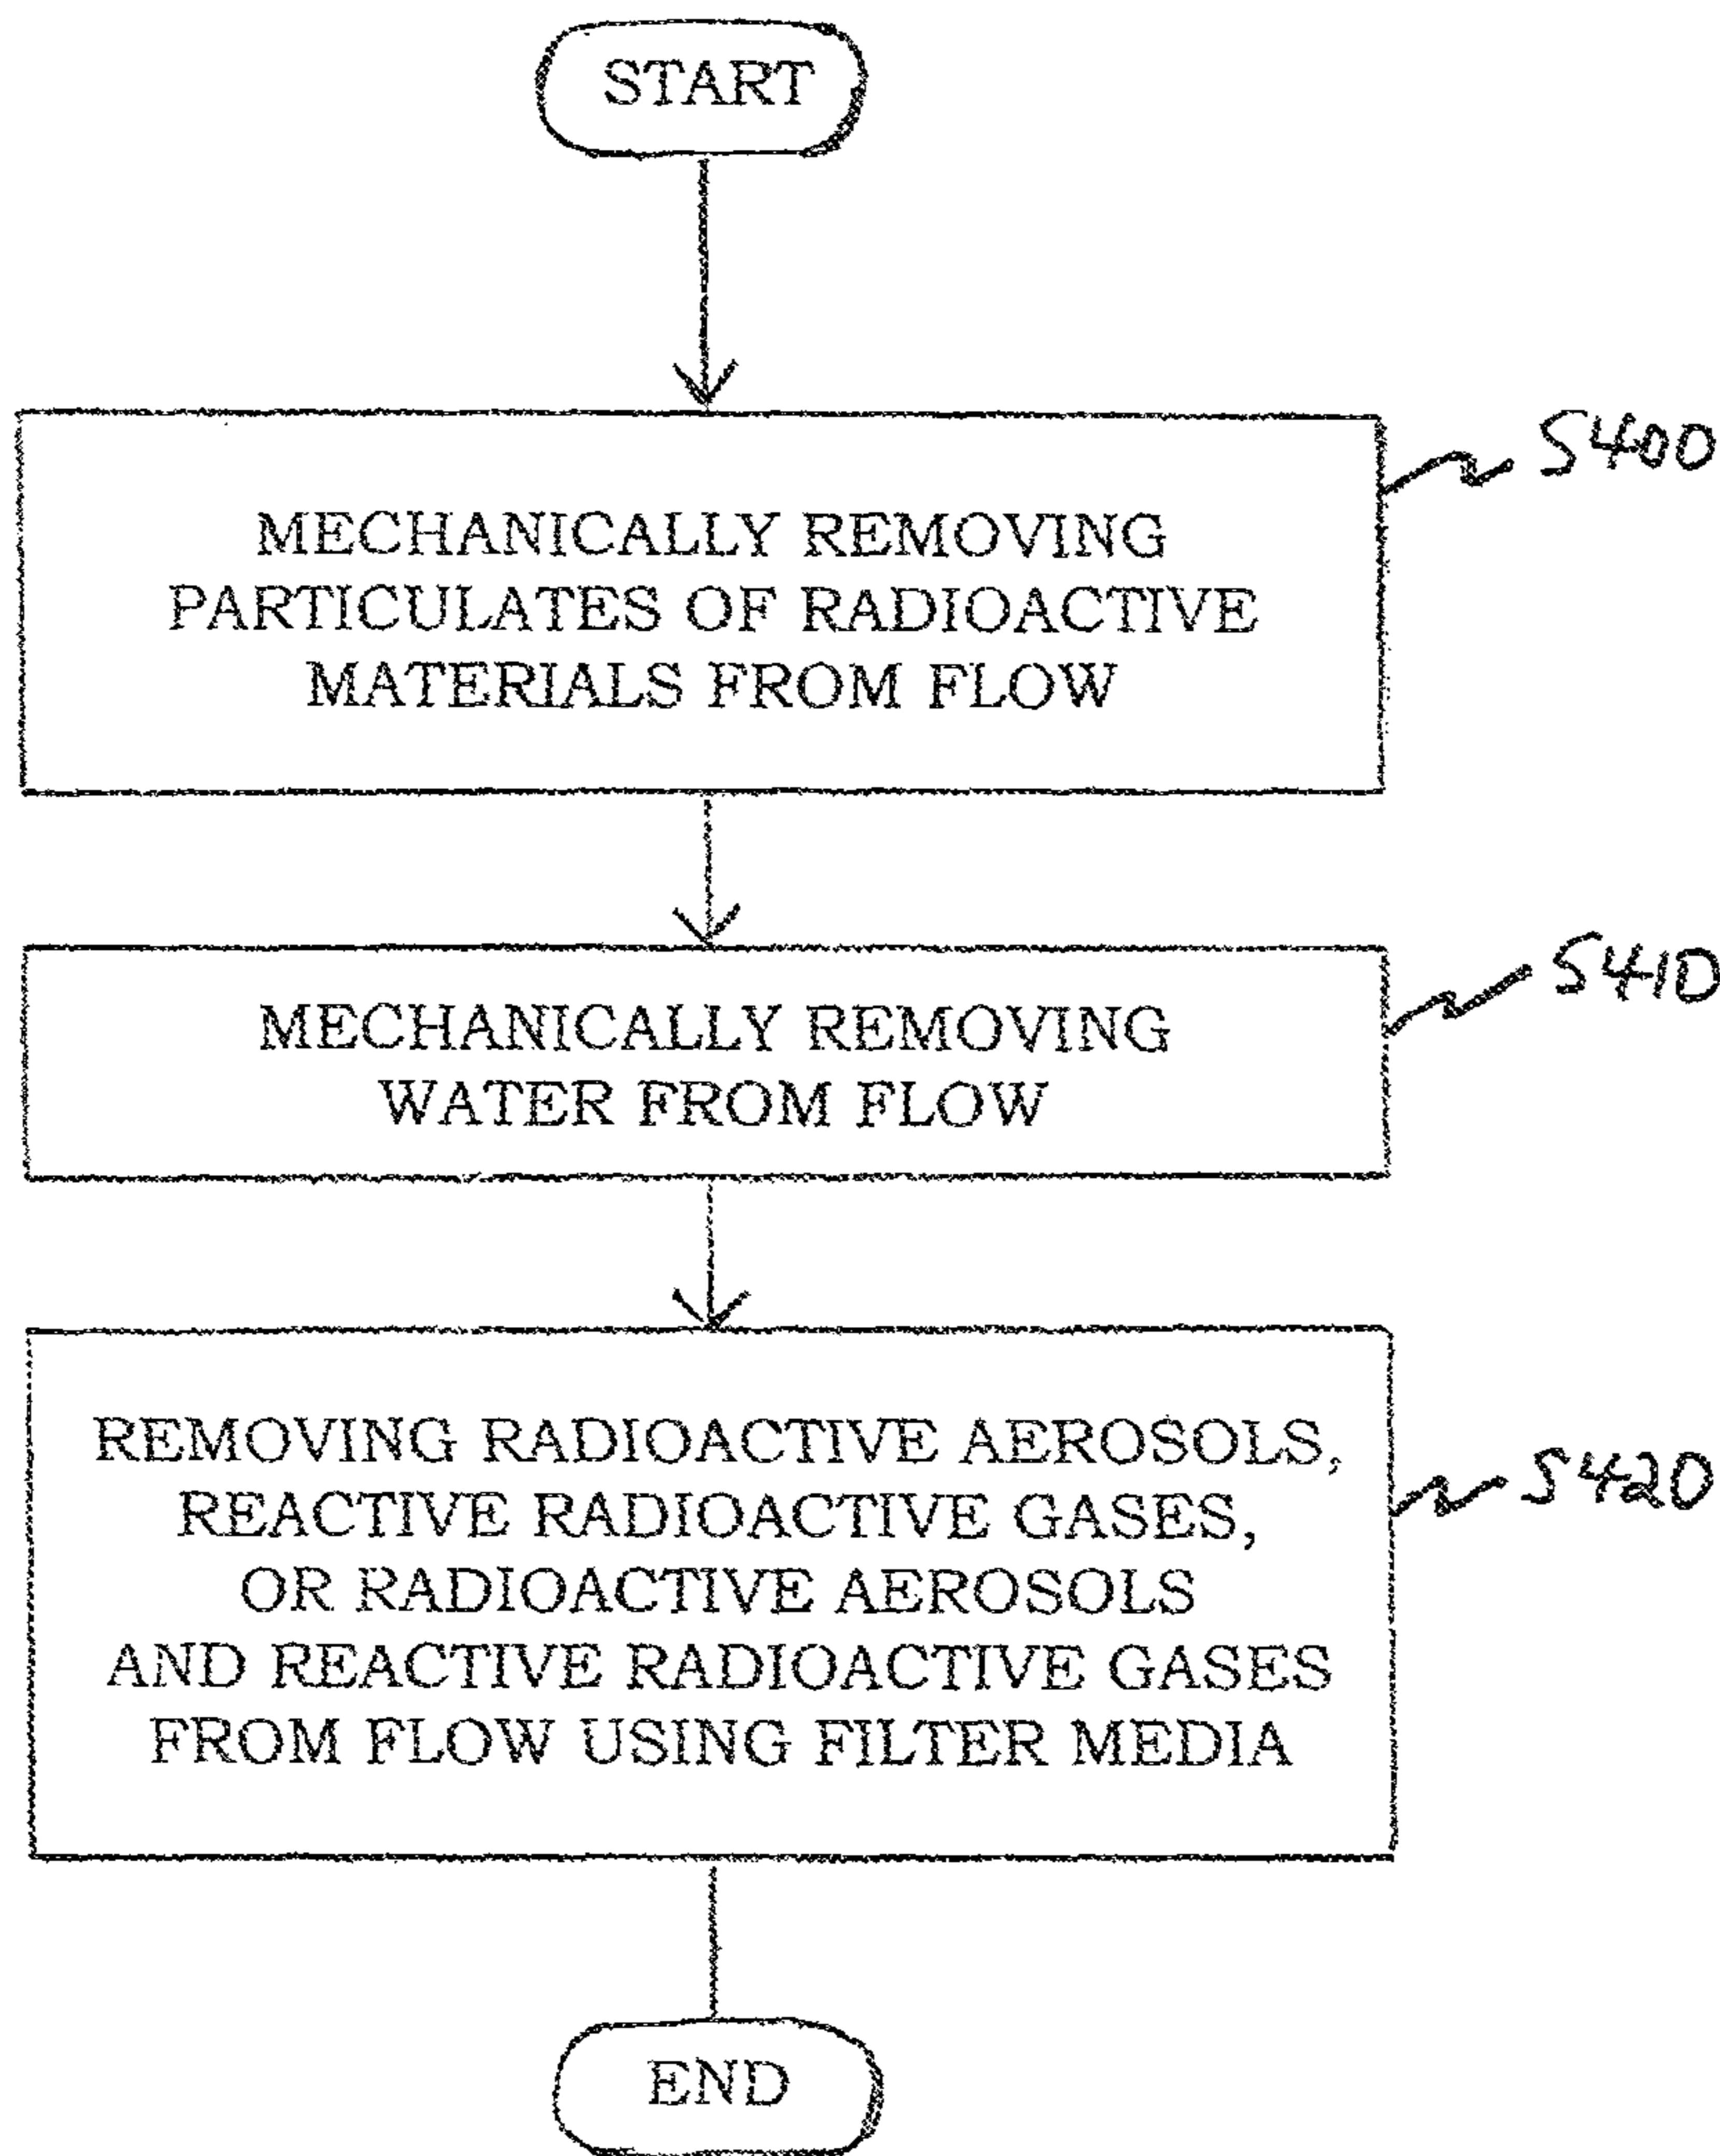 START
S400
MECHANICALLY REMOVING
PARTICULATES OF RADIOACTIVE
MATERIALS FROM FLOW
S410
MECHANICALLY REMOVING
WATER FROM FLOW
REMOVING RADIOACTIVE AEROSOLS,
REACTIVE RADIOACTIVE GASES,
S420
OR RADIOACTIVE AEROSOLS
AND REACTIVE RADIOACTIVE GASES
FROM FLOW USING FILTER MEDIA
END